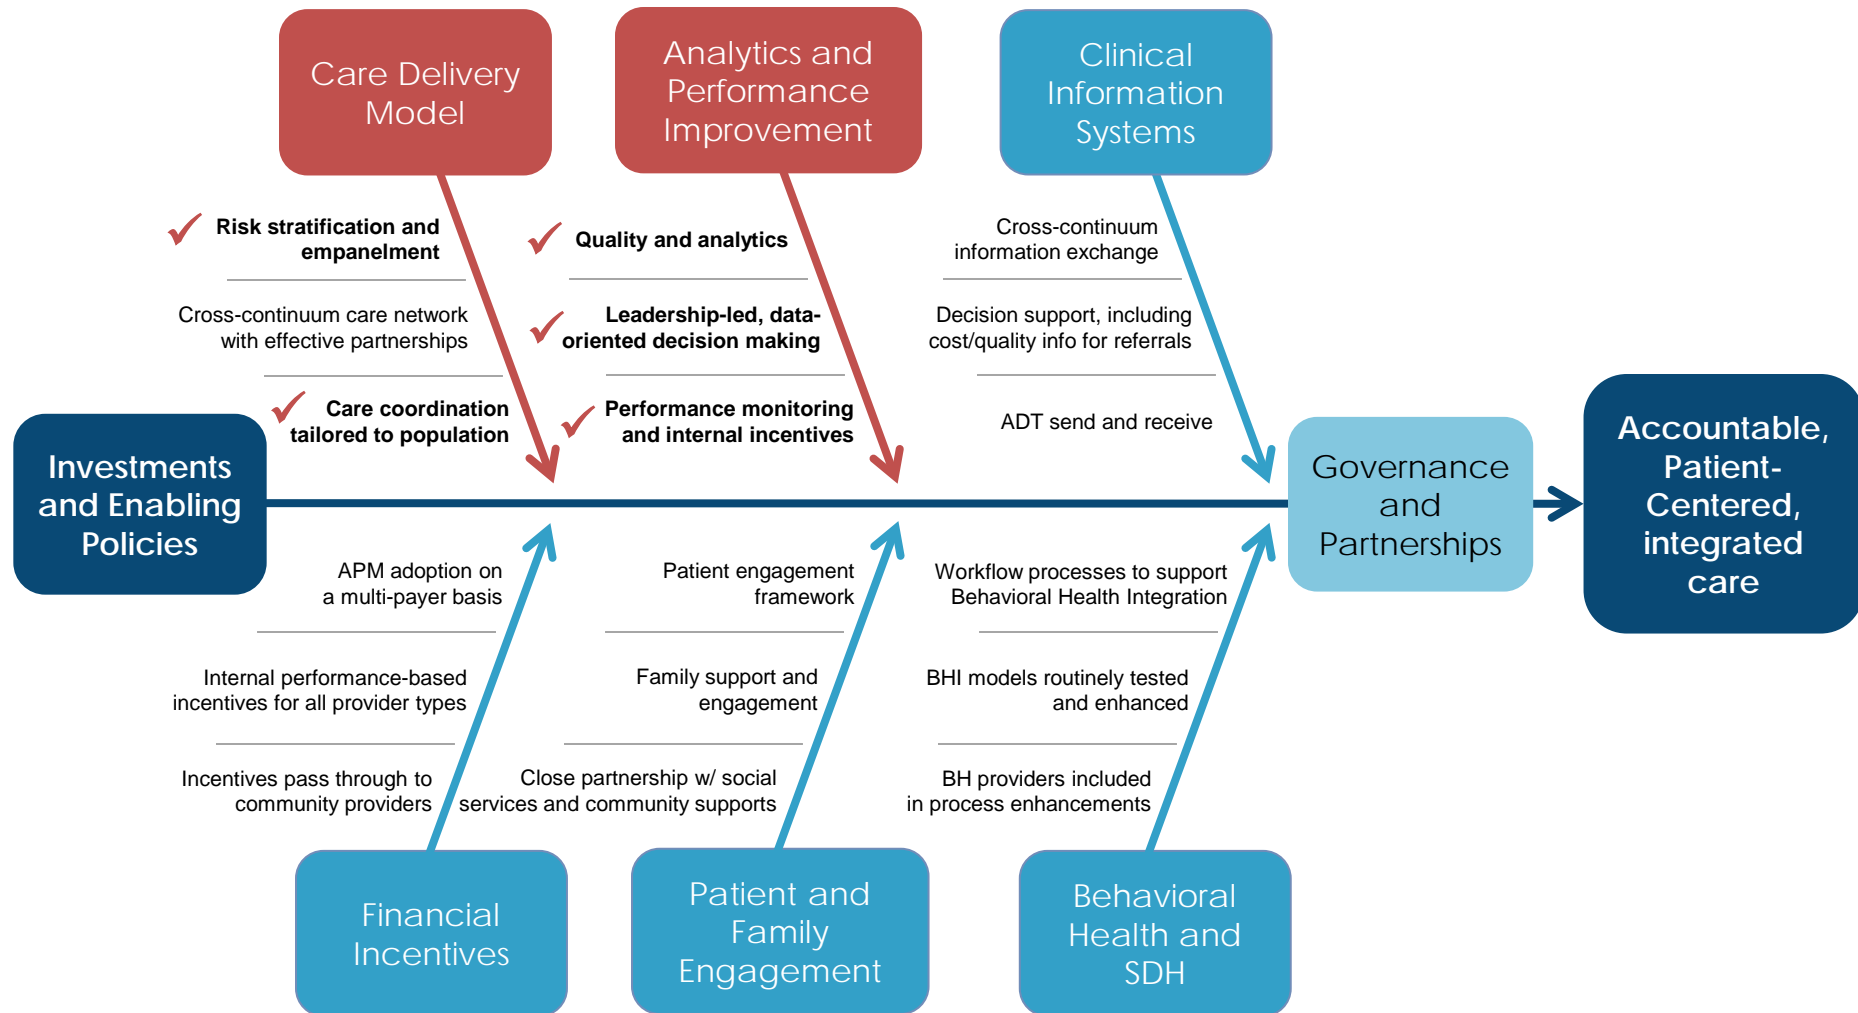 Care Delivery
Model
Analytics and
Performance
Improvement
Clinical
Information
Systems
Risk stratification and
empanelment
Cross-continuum care network
with effective partnerships
Care coordination
tailored to population
Quality and analytics
Leadership-led, data-
oriented decision making
Performance monitoring
and internal incentives
Cross-continuum
information exchange
Decision support, including
cost/quality info for referrals
ADT send and receive
Investments
and Enabling
Policies
Governance
and
Partnerships
Accountable,
Patient-
Centered,
integrated
care
APM adoption on
a multi-payer basis
Internal performance-based
incentives for all provider types
Incentives pass through to
community providers
Patient engagement
framework
Family support and
engagement
Close partnership w/ social
services and community supports
Workflow processes to support
Behavioral Health Integration
BHI models routinely tested
and enhanced
BH providers included
in process enhancements
Financial
Incentives
Patient and
Family
Engagement
Behavioral
Health and
SDH